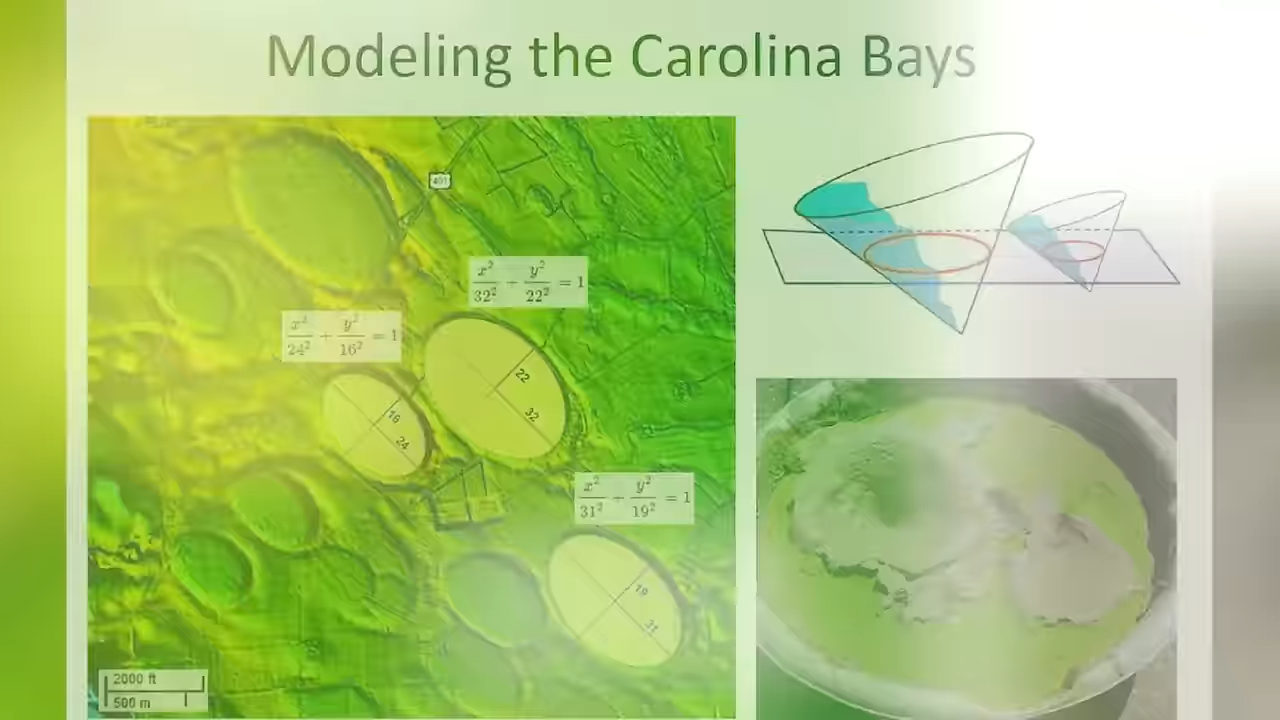 Modeling the Carolina Bays
401
x² / 32² + y² / 22² = 1
x² / 24² + y² / 16² = 1
22
32
16
24
x² / 31² + y² / 19² = 1
19
31
2000 ft
500 m